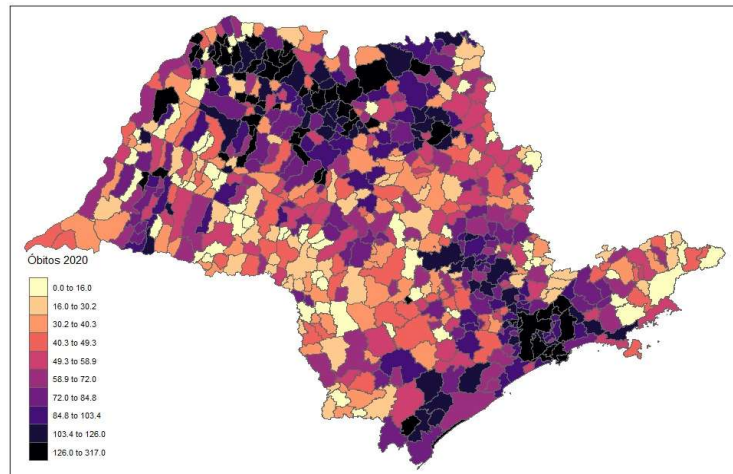 Óbitos 2020
0.0 to 16.0
16.0 to 30.2
30.2 to 40.3
40.3 to 49.3
49.3 to 58.9
58.9 to 72.0
72.0 to 84.8
84.8 to 103.4
103.4 to 126.0
126.0 to 317.0